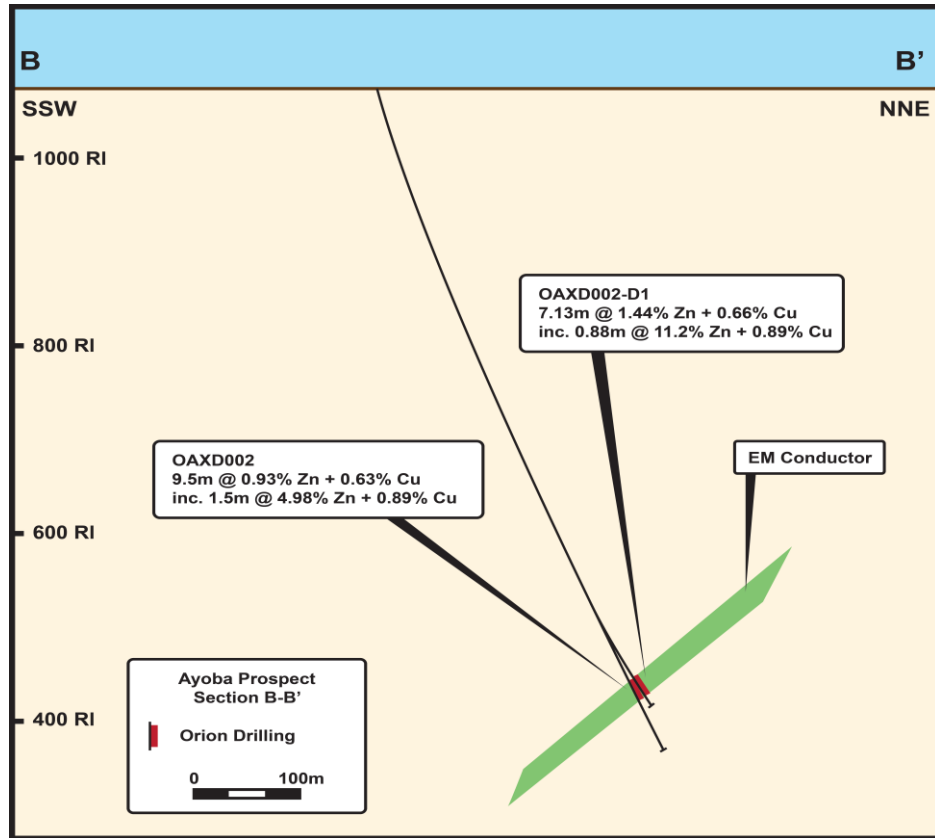 B
B’
SSW
NNE
1000 Rl
800 Rl
600 Rl
400 Rl
OAXD002-D1
7.13m @ 1.44% Zn + 0.66% Cu
inc. 0.88m @ 11.2% Zn + 0.89% Cu
OAXD002
9.5m @ 0.93% Zn + 0.63% Cu
inc. 1.5m @ 4.98% Zn + 0.89% Cu
EM Conductor
Ayoba Prospect
Section B-B’
Orion Drilling
0 100m